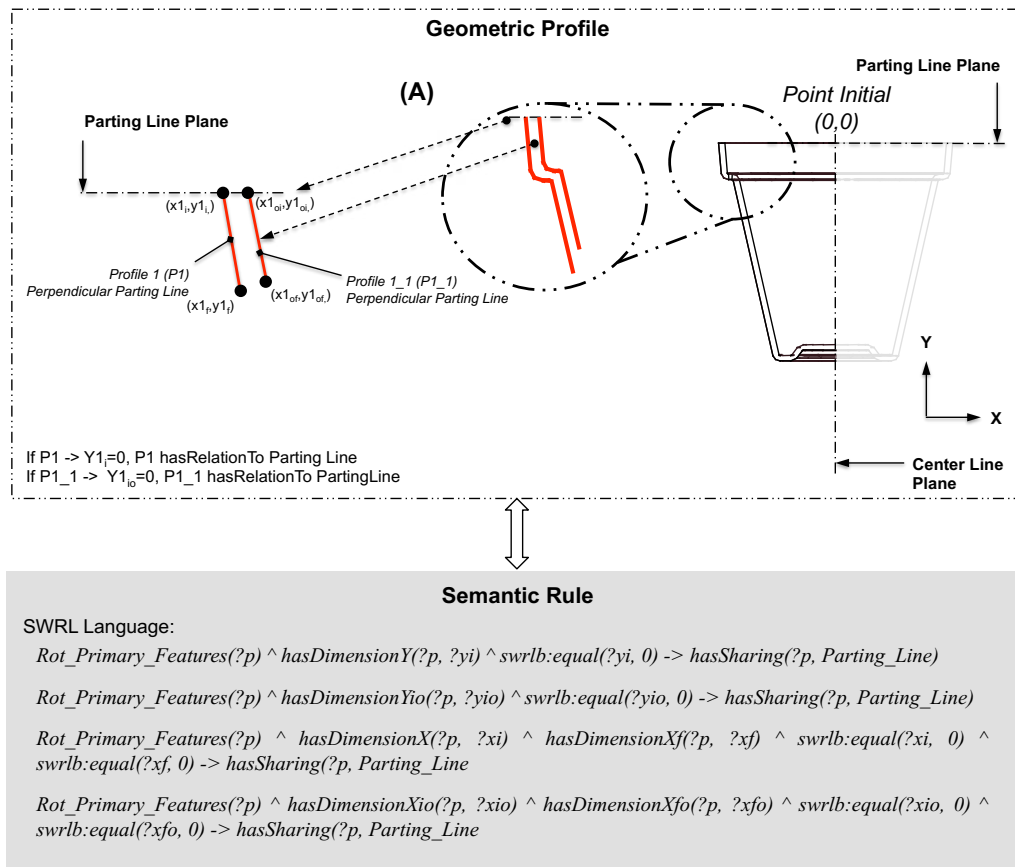 Geometric Profile
Parting Line Plane
(A)
Point Initial
(0,0)
Parting Line Plane
(x1i,y1i,)
(x1oi,y1oi,)
Profile 1 (P1)
Perpendicular Parting Line
Profile 1_1 (P1_1)
Perpendicular Parting Line
(x1f,y1f)
(x1of,y1of,)
Y
X
If P1 -> Y1i=0, P1 hasRelationTo Parting Line
If P1_1 -> Y1io=0, P1_1 hasRelationTo PartingLine
Center Line
Plane
Semantic Rule
SWRL Language:
Rot_Primary_Features(?p) ^ hasDimensionY(?p, ?yi) ^ swrlb:equal(?yi, 0) -> hasSharing(?p, Parting_Line)
Rot_Primary_Features(?p) ^ hasDimensionYio(?p, ?yio) ^ swrlb:equal(?yio, 0) -> hasSharing(?p, Parting_Line)
Rot_Primary_Features(?p) ^ hasDimensionX(?p, ?xi) ^ hasDimensionXf(?p, ?xf) ^ swrlb:equal(?xi, 0) ^
swrlb:equal(?xf, 0) -> hasSharing(?p, Parting_Line
Rot_Primary_Features(?p) ^ hasDimensionXio(?p, ?xio) ^ hasDimensionXfo(?p, ?xfo) ^ swrlb:equal(?xio, 0) ^
swrlb:equal(?xfo, 0) -> hasSharing(?p, Parting_Line